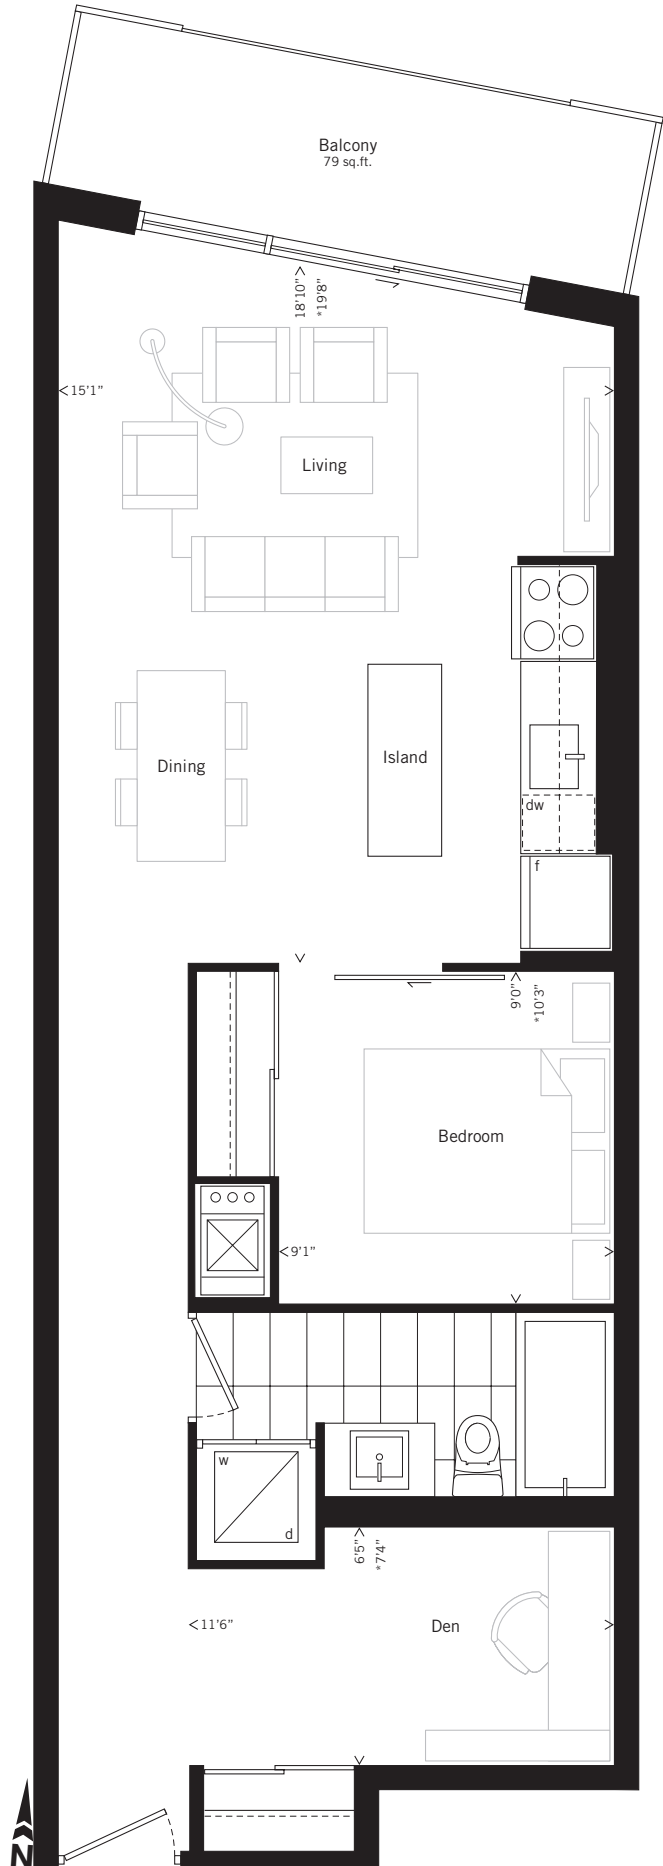 Balcony
79 sq.ft.
18'10"
*19'8"
15'1"
Living
Dining
Island
dw
f
9'0"
*10'3"
Bedroom
9'1"
w
d
6'5"
*7'4"
11'6"
Den
N